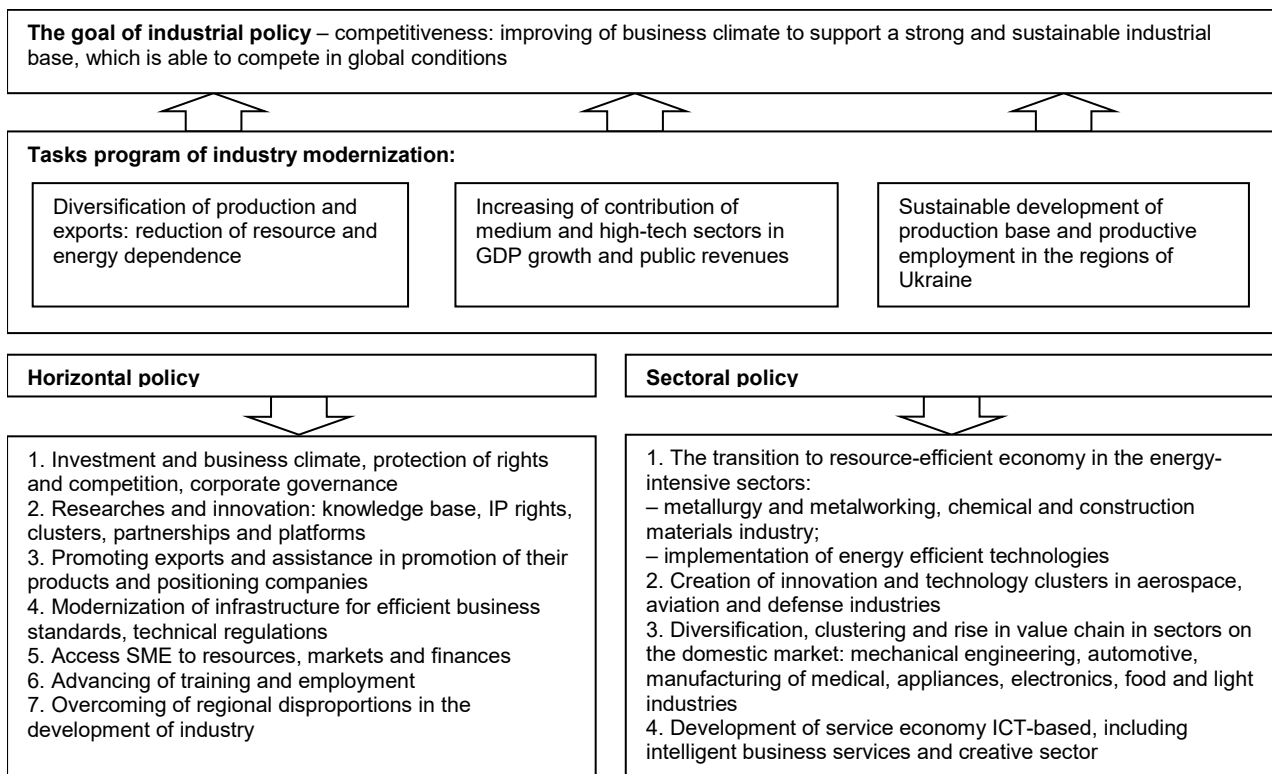 The goal of industrial policy – competitiveness: improving of business climate to support a strong and sustainable industrial
base, which is able to compete in global conditions
Tasks program of industry modernization:
Diversification of production and
exports: reduction of resource and
energy dependence
Increasing of contribution of
medium and high-tech sectors in
GDP growth and public revenues
Sustainable development of
production base and productive
employment in the regions of
Ukraine
Horizontal policy
1. Investment and business climate, protection of rights
and competition, corporate governance
2. Researches and innovation: knowledge base, IP rights,
clusters, partnerships and platforms
3. Promoting exports and assistance in promotion of their
products and positioning companies
4. Modernization of infrastructure for efficient business
standards, technical regulations
5. Access SME to resources, markets and finances
6. Advancing of training and employment
7. Overcoming of regional disproportions in the
development of industry
Sectoral policy
1. The transition to resource-efficient economy in the energy-
intensive sectors:
– metallurgy and metalworking, chemical and construction
materials industry;
– implementation of energy efficient technologies
2. Creation of innovation and technology clusters in aerospace,
aviation and defense industries
3. Diversification, clustering and rise in value chain in sectors on
the domestic market: mechanical engineering, automotive,
manufacturing of medical, appliances, electronics, food and light
industries
4. Development of service economy ICT-based, including
intelligent business services and creative sector